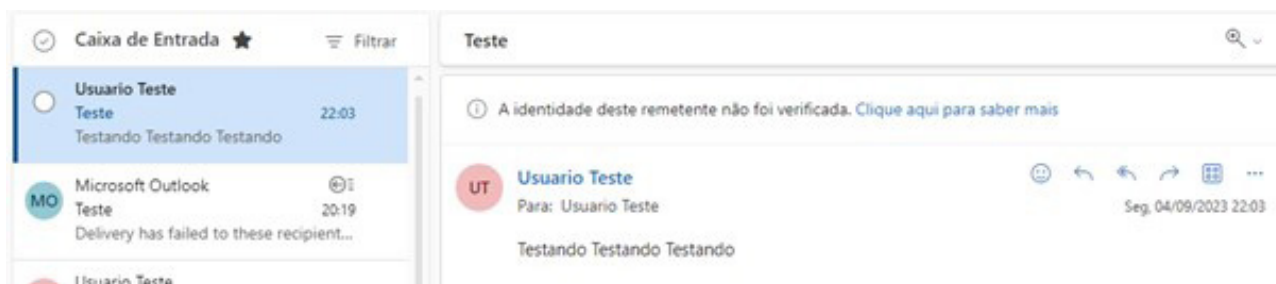 Caixa de Entrada
Filtrar
Usuario Teste
Teste 22:03
Testando Testando Testando
MO
Microsoft Outlook
Teste 20:19
Delivery has failed to these recipient...
Usuario Teste
Teste
A identidade deste remetente não foi verificada. Clique aqui para saber mais
UT
Usuario Teste
Para: Usuario Teste
Seg, 04/09/2023 22:03
Testando Testando Testando